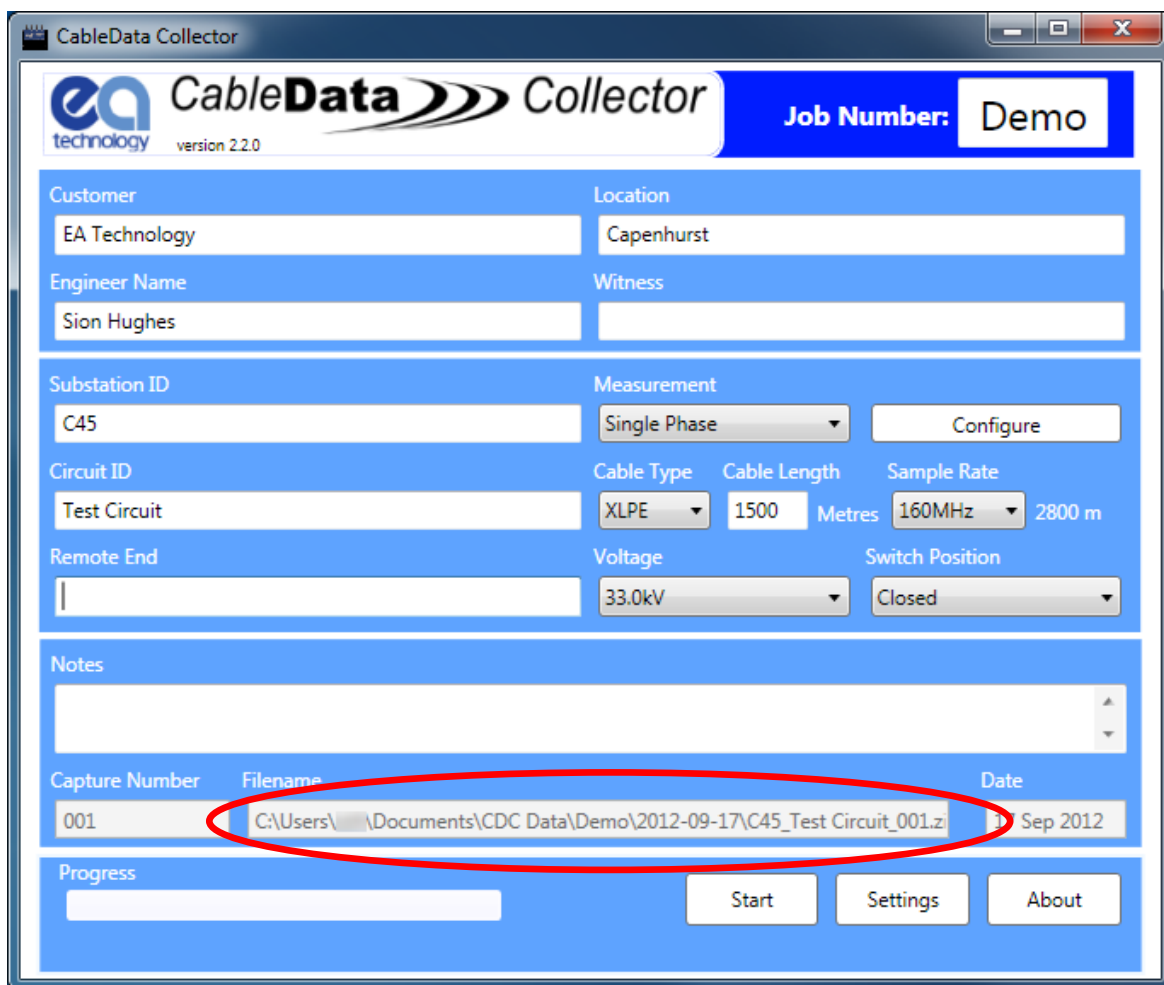 CableData Collector
ea technology
CableData Collector
version 2.2.0
Job Number: Demo
Customer Location
EA Technology Capenhurst
Engineer Name Witness
Sion Hughes
Substation ID Measurement
C45 Single Phase Configure
Circuit ID Cable Type Cable Length Sample Rate
Test Circuit XLPE 1500 Metres 160MHz 2800 m
Remote End Voltage Switch Position
33.0kV Closed
Notes
Capture Number Filename Date
001 C:\Users\ \Documents\CDC Data\Demo\2012-09-17\C45_Test Circuit_001.zi 17 Sep 2012
Progress
Start Settings About